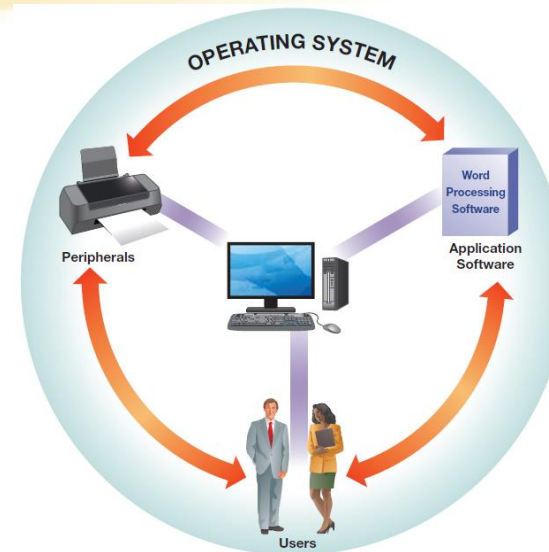 OPERATING SYSTEM
Word
Processing
Software
Peripherals
Application
Software
Users